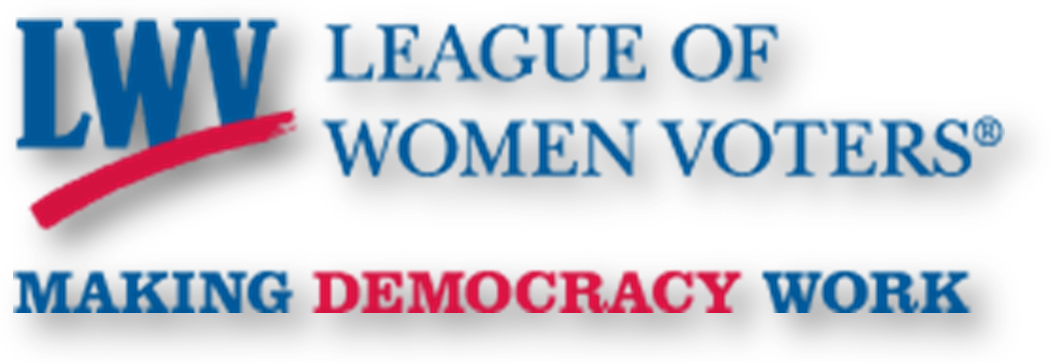 LWV
LEAGUE OF
WOMEN VOTERS®
MAKING DEMOCRACY WORK